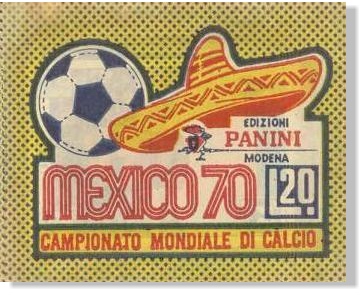 EDIZIONI
PANINI
MODENA
MEXICO 70
L.20
CAMPIONATO MONDIALE DI CALCIO